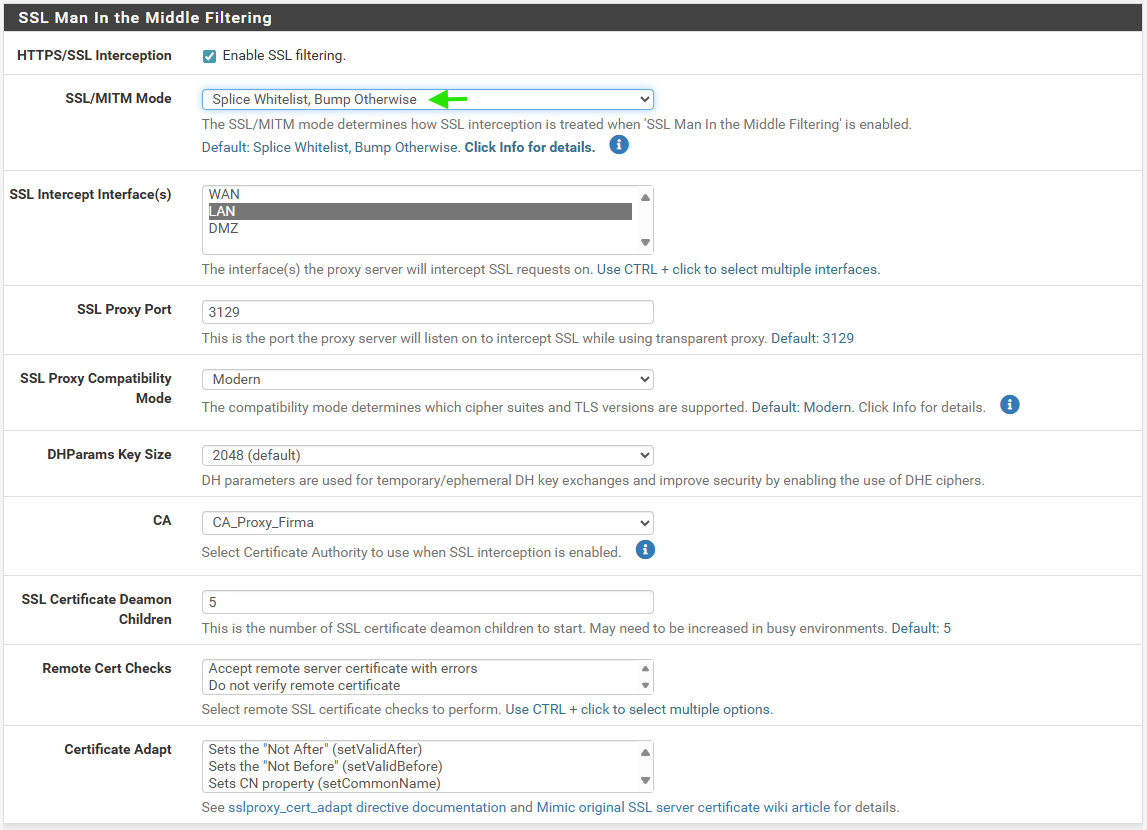 SSL Man In the Middle Filtering
HTTPS/SSL Interception
Enable SSL filtering.
SSL/MITM Mode
Splice Whitelist, Bump Otherwise
The SSL/MITM mode determines how SSL interception is treated when 'SSL Man In the Middle Filtering' is enabled.
Default: Splice Whitelist, Bump Otherwise. Click Info for details.
SSL Intercept Interface(s)
WAN
LAN
DMZ
The interface(s) the proxy server will intercept SSL requests on. Use CTRL + click to select multiple interfaces.
SSL Proxy Port
3129
This is the port the proxy server will listen on to intercept SSL while using transparent proxy. Default: 3129
SSL Proxy Compatibility
Mode
Modern
The compatibility mode determines which cipher suites and TLS versions are supported. Default: Modern. Click Info for details.
DHParams Key Size
2048 (default)
DH parameters are used for temporary/ephemeral DH key exchanges and improve security by enabling the use of DHE ciphers.
CA
CA_Proxy_Firma
Select Certificate Authority to use when SSL interception is enabled.
SSL Certificate Deamon
Children
5
This is the number of SSL certificate deamon children to start. May need to be increased in busy environments. Default: 5
Remote Cert Checks
Accept remote server certificate with errors
Do not verify remote certificate
Select remote SSL certificate checks to perform. Use CTRL + click to select multiple options.
Certificate Adapt
Sets the "Not After" (setValidAfter)
Sets the "Not Before" (setValidBefore)
Sets CN property (setCommonName)
See sslproxy_cert_adapt directive documentation and Mimic original SSL server certificate wiki article for details.